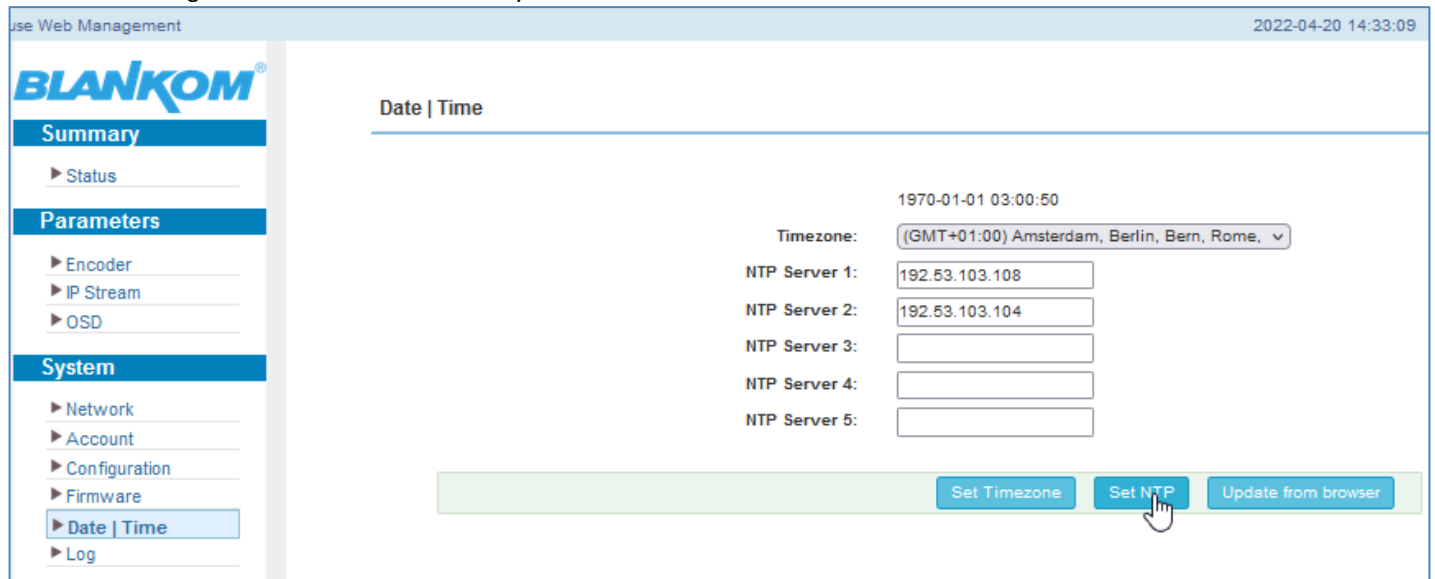 use Web Management 2022-04-20 14:33:09
BLANKOM®
Date | Time
Summary
Status
1970-01-01 03:00:50
Parameters
Timezone: (GMT+01:00) Amsterdam, Berlin, Bern, Rome,
Encoder
NTP Server 1: 192.53.103.108
IP Stream
NTP Server 2: 192.53.103.104
OSD
NTP Server 3:
System
NTP Server 4:
Network
NTP Server 5:
Account
Configuration
Set Timezone Set NTP Update from browser
Firmware
Date | Time
Log